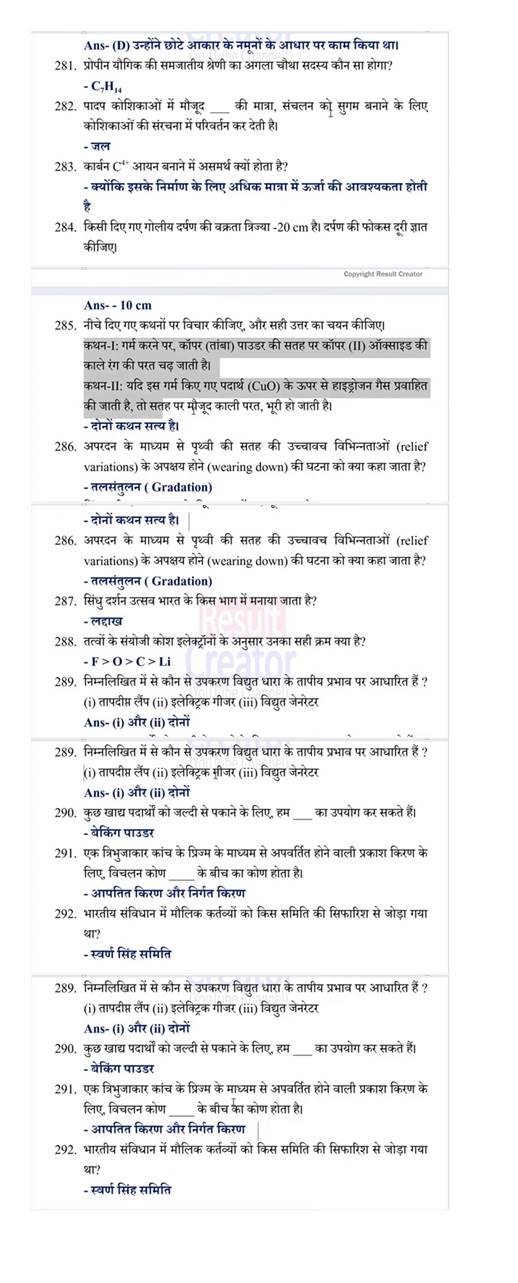 Ans- (D) उन्होंने छोटे आकार के नमूनों के आधार पर काम किया था।
281. प्रोपीन यौगिक की समजातीय श्रेणी का अगला चौथा सदस्य कौन सा होगा?
- C₇H₁₄
282. पादप कोशिकाओं में मौजूद ____ की मात्रा, संचलन को सुगम बनाने के लिए
कोशिकाओं की संरचना में परिवर्तन कर देती है।
- जल
283. कार्बन C⁴⁺ आयन बनाने में असमर्थ क्यों होता है?
- क्योंकि इसके निर्माण के लिए अधिक मात्रा में ऊर्जा की आवश्यकता होती
है
284. किसी दिए गए गोलीय दर्पण की वक्रता त्रिज्या -20 cm है। दर्पण की फोकस दूरी ज्ञात
कीजिए।
Copyright Result Creator
Ans- - 10 cm
285. नीचे दिए गए कथनों पर विचार कीजिए, और सही उत्तर का चयन कीजिए।
कथन-I: गर्म करने पर, कॉपर (तांबा) पाउडर की सतह पर कॉपर (II) ऑक्साइड की
काले रंग की परत चढ़ जाती है।
कथन-II: यदि इस गर्म किए गए पदार्थ (CuO) के ऊपर से हाइड्रोजन गैस प्रवाहित
की जाती है, तो सतह पर मौजूद काली परत, भूरी हो जाती है।
- दोनों कथन सत्य है।
286. अपरदन के माध्यम से पृथ्वी की सतह की उच्चावच विभिन्नताओं (relief
variations) के अपक्षय होने (wearing down) की घटना को क्या कहा जाता है?
- तलसंतुलन ( Gradation)
- दोनों कथन सत्य है।
286. अपरदन के माध्यम से पृथ्वी की सतह की उच्चावच विभिन्नताओं (relief
variations) के अपक्षय होने (wearing down) की घटना को क्या कहा जाता है?
- तलसंतुलन ( Gradation)
287. सिंधु दर्शन उत्सव भारत के किस भाग में मनाया जाता है?
- लद्दाख
Result
288. तत्वों के संयोजी कोश इलेक्ट्रॉनों के अनुसार उनका सही क्रम क्या है?
- F > O > C > Li
Creator
289. निम्नलिखित में से कौन से उपकरण विद्युत धारा के तापीय प्रभाव पर आधारित हैं ?
(i) तापदीप्त लैंप (ii) इलेक्ट्रिक गीजर (iii) विद्युत जेनरेटर
Ans- (i) और (ii) दोनों
289. निम्नलिखित में से कौन से उपकरण विद्युत धारा के तापीय प्रभाव पर आधारित हैं ?
(i) तापदीप्त लैंप (ii) इलेक्ट्रिक गीजर (iii) विद्युत जेनरेटर
Ans- (i) और (ii) दोनों
290. कुछ खाद्य पदार्थों को जल्दी से पकाने के लिए, हम ____ का उपयोग कर सकते हैं।
- बेकिंग पाउडर
291. एक त्रिभुजाकार कांच के प्रिज्म के माध्यम से अपवर्तित होने वाली प्रकाश किरण के
लिए, विचलन कोण _____ के बीच का कोण होता है।
- आपतित किरण और निर्गत किरण
292. भारतीय संविधान में मौलिक कर्तव्यों को किस समिति की सिफारिश से जोड़ा गया
था?
- स्वर्ण सिंह समिति
289. निम्नलिखित में से कौन से उपकरण विद्युत धारा के तापीय प्रभाव पर आधारित हैं ?
(i) तापदीप्त लैंप (ii) इलेक्ट्रिक गीजर (iii) विद्युत जेनरेटर
Ans- (i) और (ii) दोनों
290. कुछ खाद्य पदार्थों को जल्दी से पकाने के लिए, हम ____ का उपयोग कर सकते हैं।
- बेकिंग पाउडर
291. एक त्रिभुजाकार कांच के प्रिज्म के माध्यम से अपवर्तित होने वाली प्रकाश किरण के
लिए, विचलन कोण _____ के बीच का कोण होता है।
- आपतित किरण और निर्गत किरण
292. भारतीय संविधान में मौलिक कर्तव्यों को किस समिति की सिफारिश से जोड़ा गया
था?
- स्वर्ण सिंह समिति